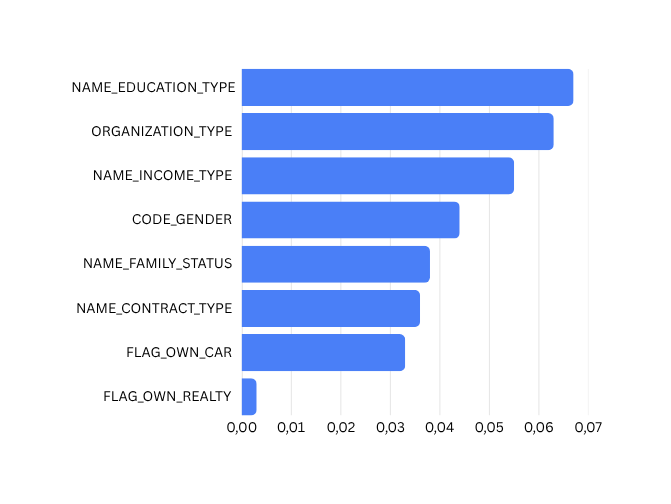 NAME_EDUCATION_TYPE
ORGANIZATION_TYPE
NAME_INCOME_TYPE
CODE_GENDER
NAME_FAMILY_STATUS
NAME_CONTRACT_TYPE
FLAG_OWN_CAR
FLAG_OWN_REALTY
0,00 0,01 0,02 0,03 0,04 0,05 0,06 0,07